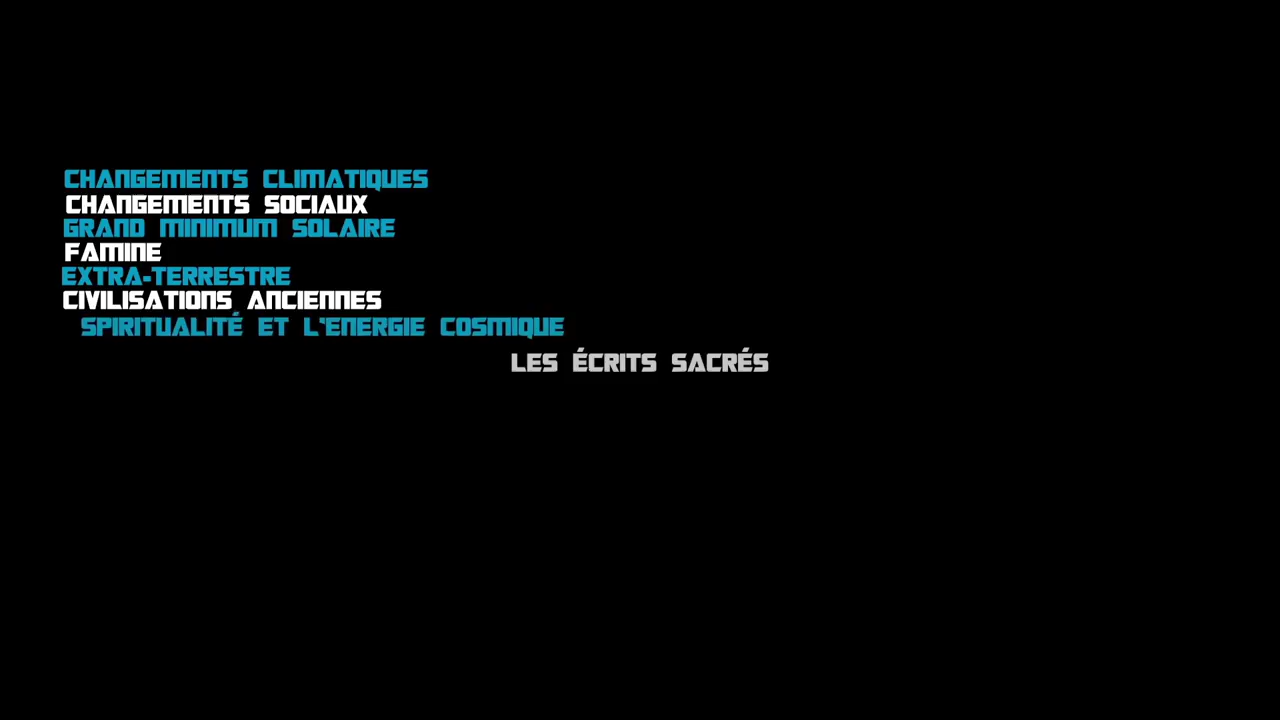 CHANGEMENTS CLIMATIQUES
CHANGEMENTS SOCIAUX
GRAND MINIMUM SOLAIRE
FAMINE
EXTRA-TERRESTRE
CIVILISATIONS ANCIENNES
SPIRITUALITÉ ET L'ENERGIE COSMIQUE
LES ÉCRITS SACRÉS